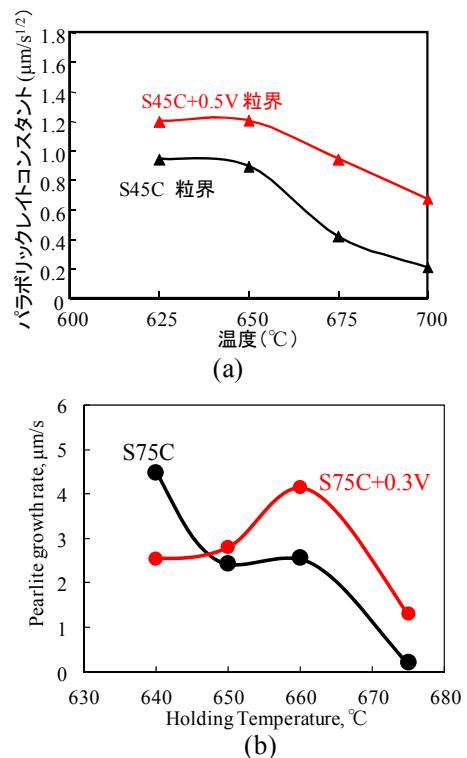 パラボリックレイトコンスタント (μm/s1/2)
1.8
1.6
1.4
1.2
1.0
0.8
0.6
0.4
0.2
0
S45C+0.5V 粒界
S45C 粒界
600 625 650 675 700
温度(℃)
(a)
Pearlite growth rate, μm/s
6
5
4
3
2
1
0
S75C
S75C+0.3V
630 640 650 660 670 680
Holding Temperature, ℃
(b)